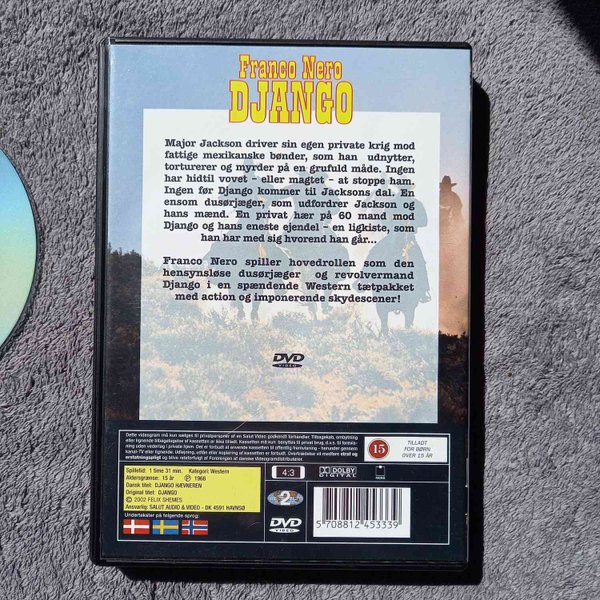 Franco Nero
DJANGO
Major Jackson driver sin egen private krig mod
fattige mexikanske bønder, som han udnytter,
torturerer og myrder på en grufuld måde. Ingen
har hidtil vovet – eller magtet – at stoppe ham.
Ingen før Django kommer til Jacksons dal. En
ensom dusørjæger, som udfordrer Jackson og
hans mænd. En privat hær på 60 mand mod
Django og hans eneste ejendel – en ligkiste, som
han har med sig hvorend han går...
Franco Nero spiller hovedrollen som den
hensynsløse dusørjæger og revolvermand
Django i en spændende Western tætpakket
med action og imponerende skydescener!
DVD
VIDEO
15
TILLADT
FOR BØRN
OVER 15 ÅR
Spilletid: 1 time 31 min. Kategori: Western
Aldersgrænse: 15 år ℗ 1966
Dansk titel: DJANGO HÆVNEREN
Original titel: DJANGO
© 2002 FELIX SHEMES
Ansvarlig: SALUT AUDIO & VIDEO - DK 4591 HAVNSØ
Undertekster på følgende sprog:
4:3
DOLBY
DIGITAL
2
DVD
VIDEO
5 708812 453339